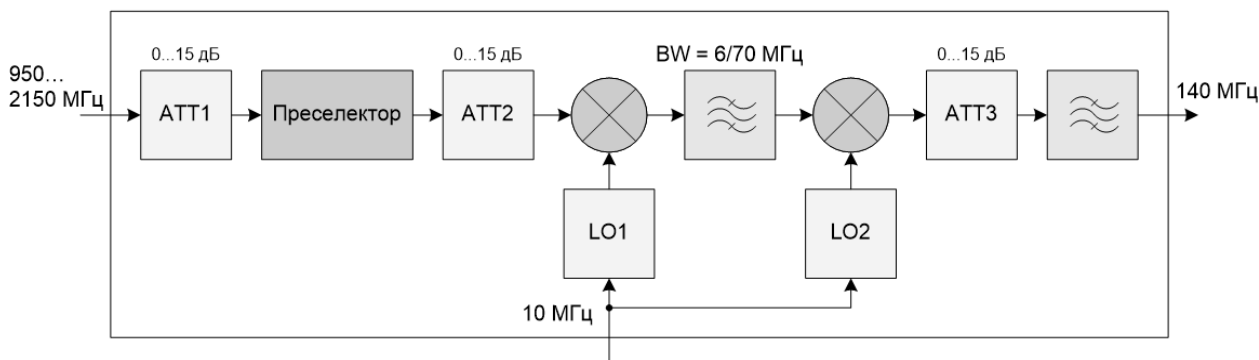 950…
2150 МГц
0...15 дБ
ATT1
Преселектор
0...15 дБ
ATT2
BW = 6/70 МГц
0...15 дБ
ATT3
140 МГц
LO1
LO2
10 МГц